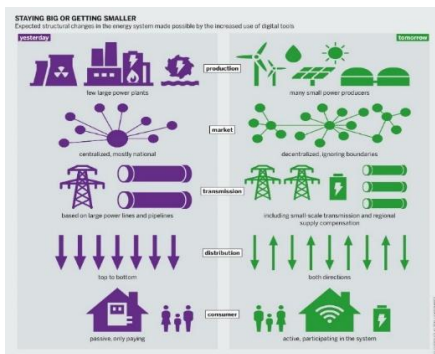 STAYING BIG OR GETTING SMALLER
Expected structural changes in the energy system made possible by the increased use of digital tools
yesterday
tomorrow
production
few large power plants
many small power producers
market
centralized, mostly national
decentralized, ignoring boundaries
transmission
based on large power lines and pipelines
including small-scale transmission and regional
supply compensation
distribution
top to bottom
both directions
consumer
passive, only paying
active, participating in the system